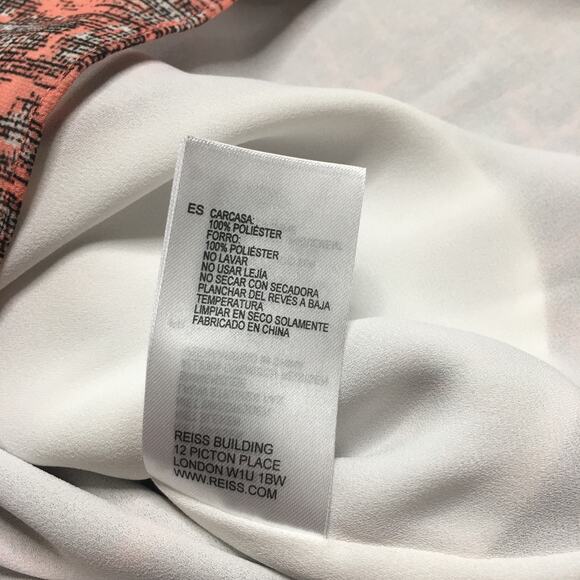 ES CARCASA:
100% POLIÉSTER
FORRO:
100% POLIÉSTER
NO LAVAR
NO USAR LEJÍA
NO SECAR CON SECADORA
PLANCHAR DEL REVÉS A BAJA
TEMPERATURA
LIMPIAR EN SECO SOLAMENTE
FABRICADO EN CHINA
REISS BUILDING
12 PICTON PLACE
LONDON W1U 1BW
WWW.REISS.COM